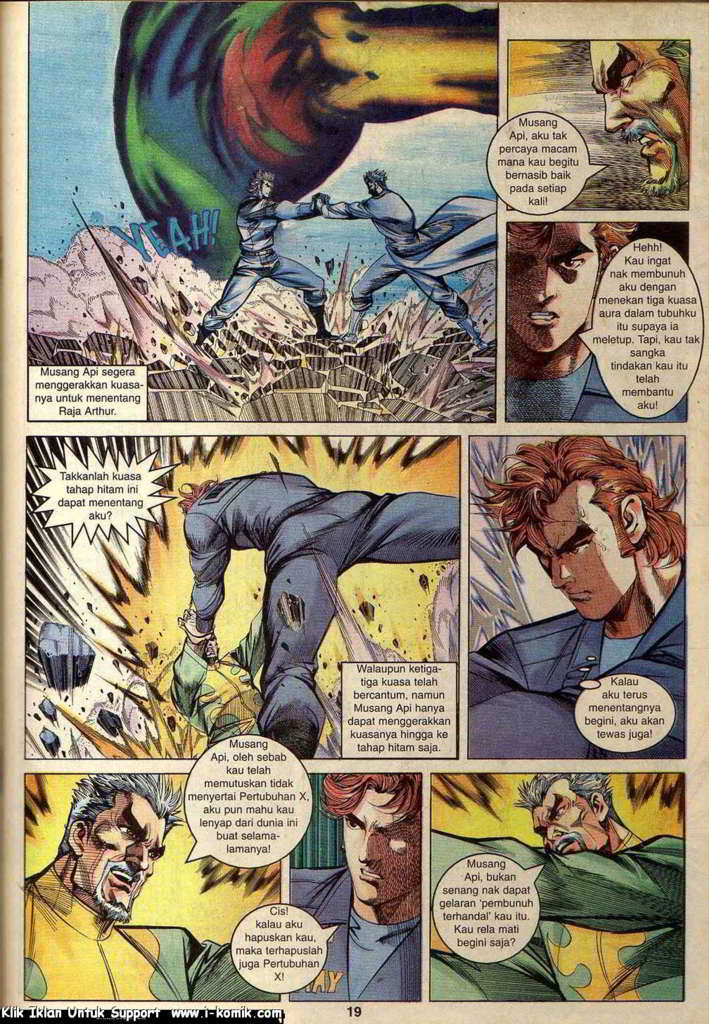 YEAH!
Musang Api segera
menggerakkan kuasa-
nya untuk menentang
Raja Arthur.
Musang
Api, aku tak
percaya macam
mana kau begitu
bernasib baik
pada setiap
kali!
Hehh!
Kau ingat
nak membunuh
aku dengan
menekan tiga kuasa
aura dalam tubuhku
itu supaya ia
meletup. Tapi, kau tak
sangka
tindakan kau itu
telah
membantu
aku!
Takkanlah kuasa
tahap hitam ini
dapat menentang
aku?
Walaupun ketiga-
tiga kuasa telah
bercantum, namun
Musang Api hanya
dapat menggerakkan
kuasanya hingga ke
tahap hitam saja.
Kalau
aku terus
menentangnya
begini, aku akan
tewas juga!
Musang
Api, oleh sebab
kau telah
memutuskan tidak
menyertai Pertubuhan X,
aku pun mahu kau
lenyap dari dunia ini
buat selama-
lamanya!
Cis!
kalau aku
hapuskan kau,
maka terhapuslah
juga Pertubuhan
X!
Musang
Api, bukan
senang nak dapat
gelaran 'pembunuh
terhandal' kau itu.
Kau rela mati
begini saja?
19
Klik Iklan Untuk Support www.i-komik.com